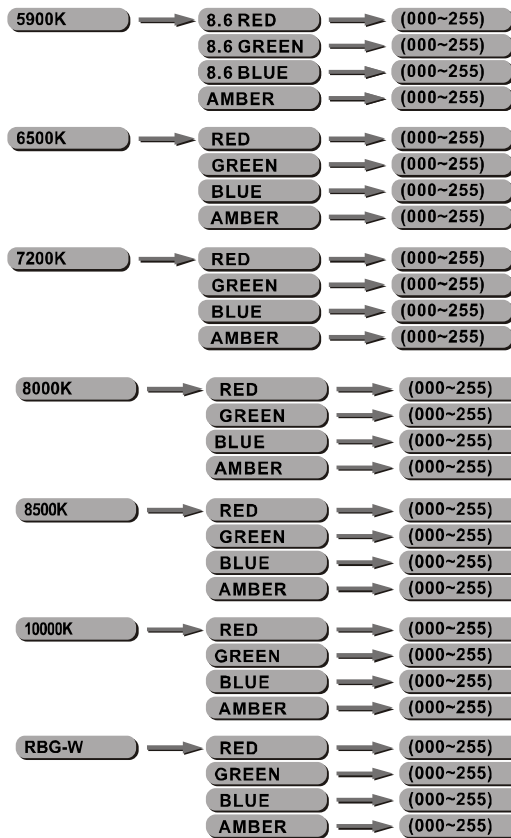 5900K 8.6 RED (000~255)
8.6 GREEN (000~255)
8.6 BLUE (000~255)
AMBER (000~255)
6500K RED (000~255)
GREEN (000~255)
BLUE (000~255)
AMBER (000~255)
7200K RED (000~255)
GREEN (000~255)
BLUE (000~255)
AMBER (000~255)
8000K RED (000~255)
GREEN (000~255)
BLUE (000~255)
AMBER (000~255)
8500K RED (000~255)
GREEN (000~255)
BLUE (000~255)
AMBER (000~255)
10000K RED (000~255)
GREEN (000~255)
BLUE (000~255)
AMBER (000~255)
RBG-W RED (000~255)
GREEN (000~255)
BLUE (000~255)
AMBER (000~255)